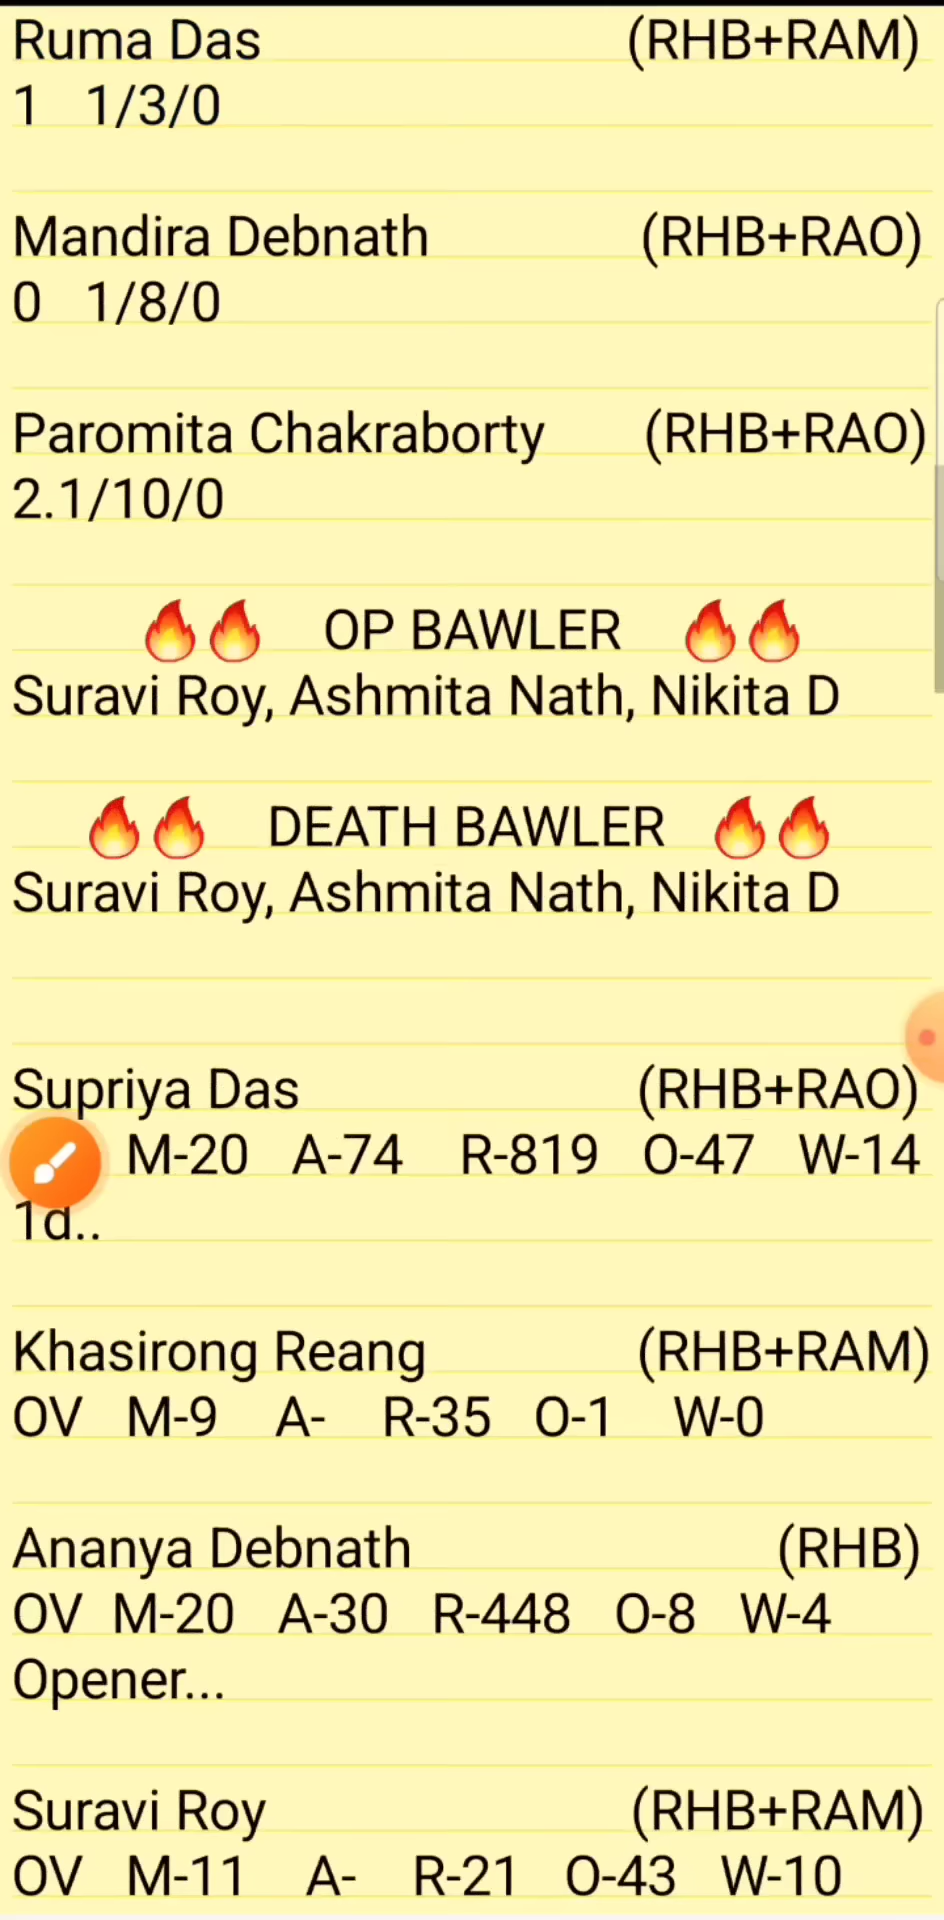 Ruma Das (RHB+RAM)
1 1/3/0
Mandira Debnath (RHB+RAO)
0 1/8/0
Paromita Chakraborty (RHB+RAO)
2.1/10/0
🔥🔥 OP BAWLER 🔥🔥
Suravi Roy, Ashmita Nath, Nikita D
🔥🔥 DEATH BAWLER 🔥🔥
Suravi Roy, Ashmita Nath, Nikita D
Supriya Das (RHB+RAO)
M-20 A-74 R-819 O-47 W-14
1d..
Khasirong Reang (RHB+RAM)
OV M-9 A- R-35 O-1 W-0
Ananya Debnath (RHB)
OV M-20 A-30 R-448 O-8 W-4
Opener...
Suravi Roy (RHB+RAM)
OV M-11 A- R-21 O-43 W-10